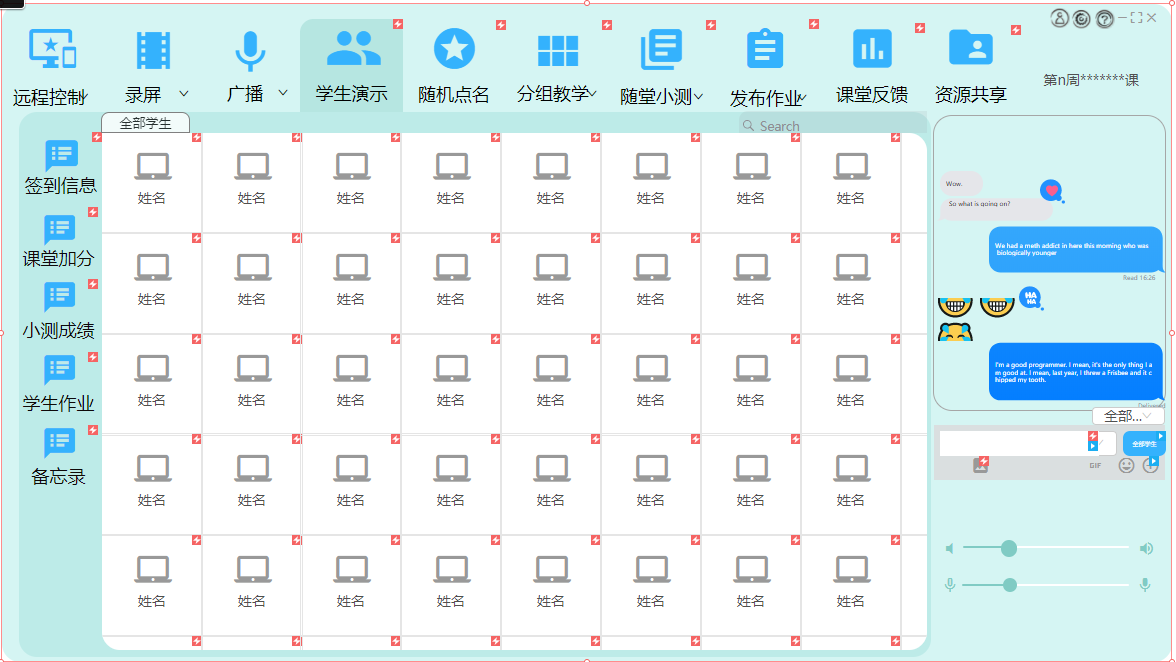 远程控制
录屏
广播
学生演示
随机点名
分组教学
随堂小测
发布作业
课堂反馈
资源共享
第n周*******课
全部学生
Search
签到信息
课堂加分
小测成绩
学生作业
备忘录
姓名 姓名 姓名 姓名 姓名 姓名 姓名 姓名
姓名 姓名 姓名 姓名 姓名 姓名 姓名 姓名
姓名 姓名 姓名 姓名 姓名 姓名 姓名 姓名
姓名 姓名 姓名 姓名 姓名 姓名 姓名 姓名
姓名 姓名 姓名 姓名 姓名 姓名 姓名 姓名
Wow.
So what is going on?
We had a meth addict in here this morning who was
biologically younger
Read 16:26
HA
HA
I'm a good programmer. I mean, it's the only thing I a
m good at. I mean, last year, I threw a Frisbee and it c
hipped my tooth.
Delivered
全部...
全部学生
GIF